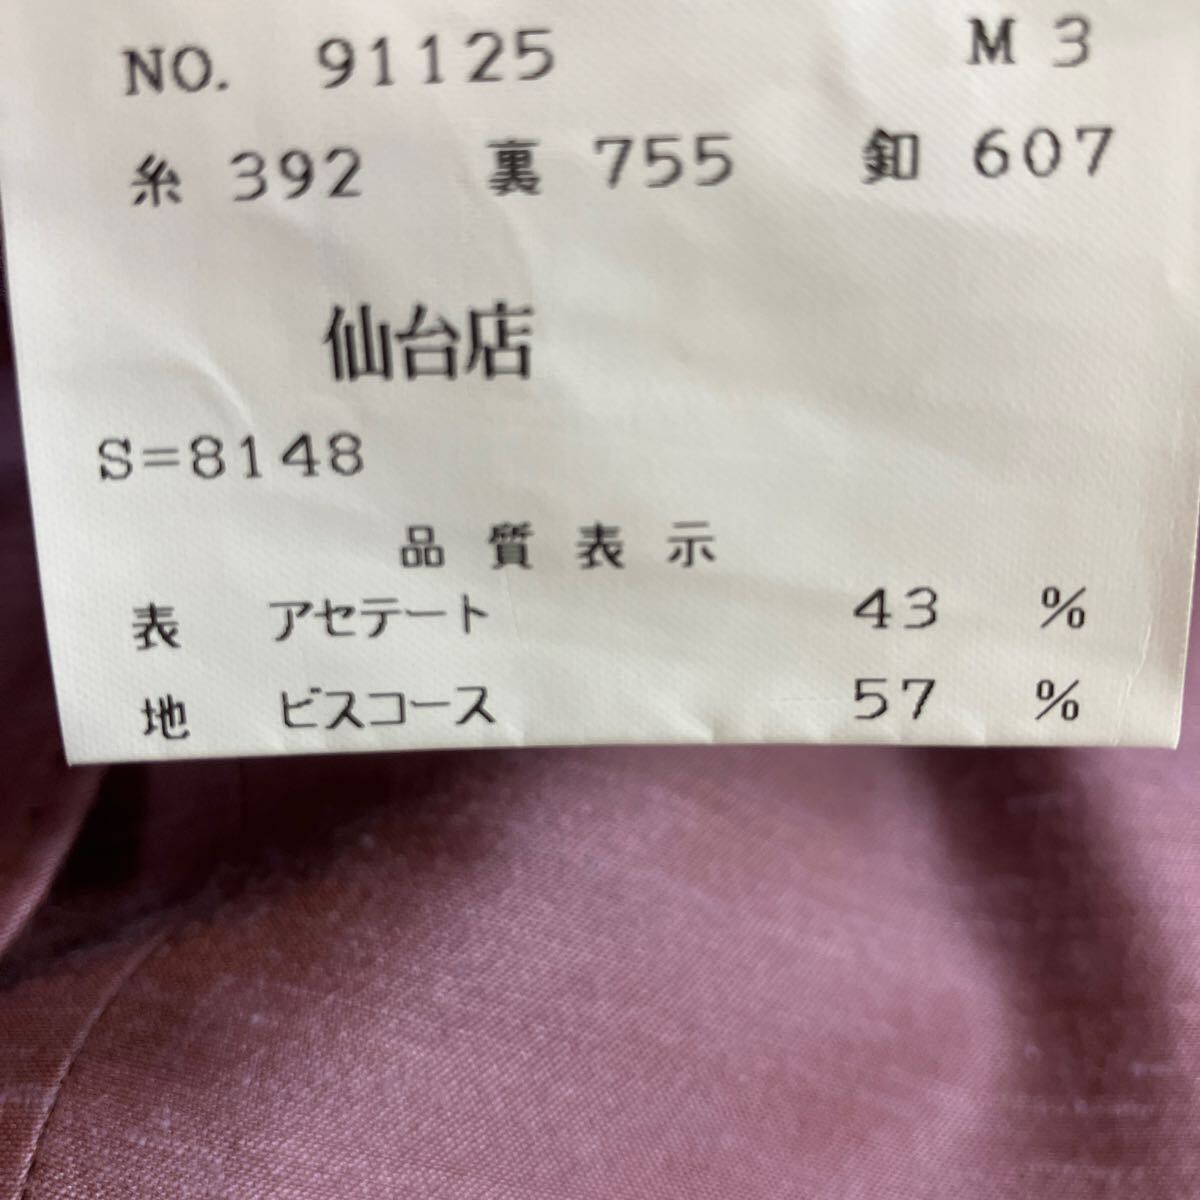 NO. 91125 M 3
糸 392 裏 755 釦 607
仙台店
S=8148
品質表示
表 アセテート 43 %
地 ビスコース 57 %